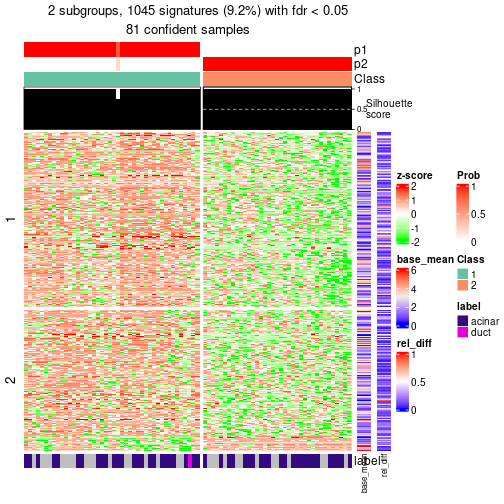 2 subgroups, 1045 signatures (9.2%) with fdr < 0.05
81 confident samples
p1
p2
Class
1
0.5
0
Silhouette
score
1
2
z-score
2
1
0
-1
-2
Prob
1
0.5
0
base_mean
6
4
2
0
Class
1
2
label
acinar
duct
rel_diff
1
0.5
0
label
base_mean
rel_diff